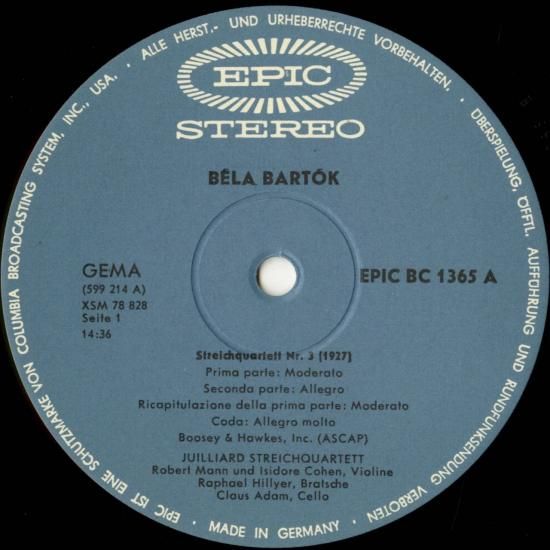 EPIC
STEREO
BÉLA BARTÓK
GEMA
(599 214 A)
XSM 78 828
Seite 1
14:36
EPIC BC 1365 A
Streichquartett Nr. 3 (1927)
Prima parte: Moderato
Seconda parte: Allegro
Ricapitulazione della prima parte: Moderato
Coda: Allegro molto
Boosey & Hawkes, Inc. (ASCAP)
JUILLIARD STREICHQUARTETT
Robert Mann und Isidore Cohen, Violine
Raphael Hillyer, Bratsche
Claus Adam, Cello
EPIC IST EINE SCHUTZMARKE VON COLUMBIA BROADCASTING SYSTEM, INC., USA. · ALLE HERST.- UND URHEBERRECHTE VORBEHALTEN. · ÜBERSPIELUNG, ÖFFTL. AUFFÜHRUNG UND RUNDFUNKSENDUNG VERBOTEN · MADE IN GERMANY ·